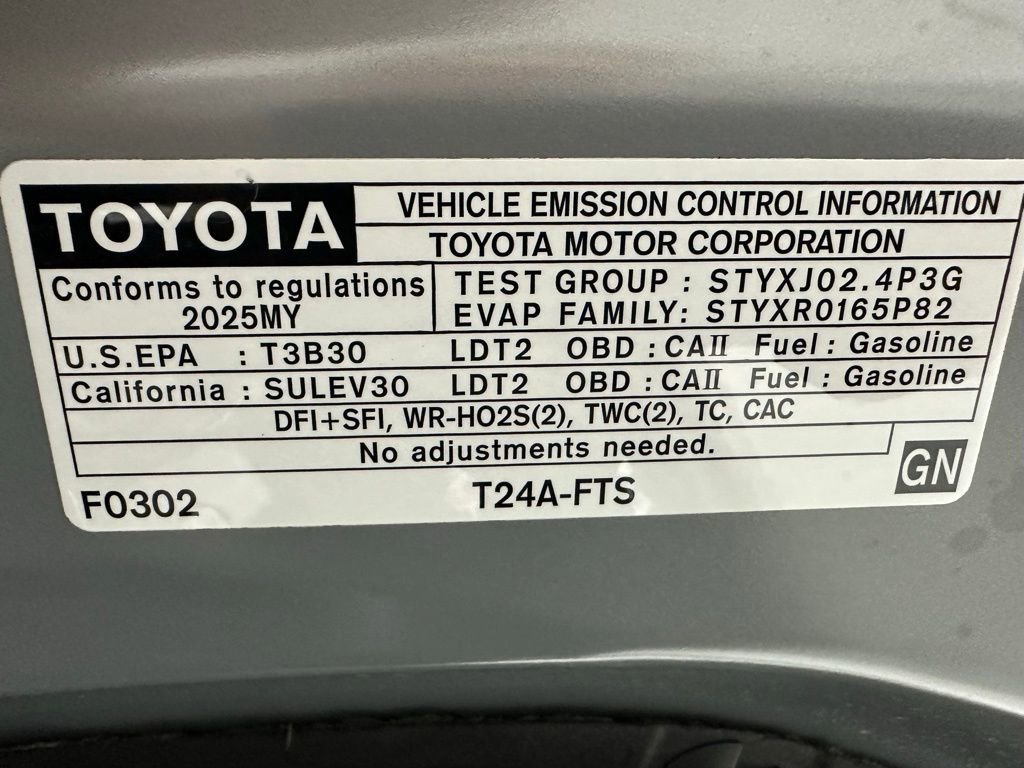 TOYOTA
VEHICLE EMISSION CONTROL INFORMATION
TOYOTA MOTOR CORPORATION
Conforms to regulations
2025MY
TEST GROUP : STYXJ02.4P3G
EVAP FAMILY: STYXR0165P82
U.S.EPA : T3B30 LDT2 OBD : CAII Fuel : Gasoline
California : SULEV30 LDT2 OBD : CAII Fuel : Gasoline
DFI+SFI, WR-HO2S(2), TWC(2), TC, CAC
No adjustments needed.
GN
F0302
T24A-FTS